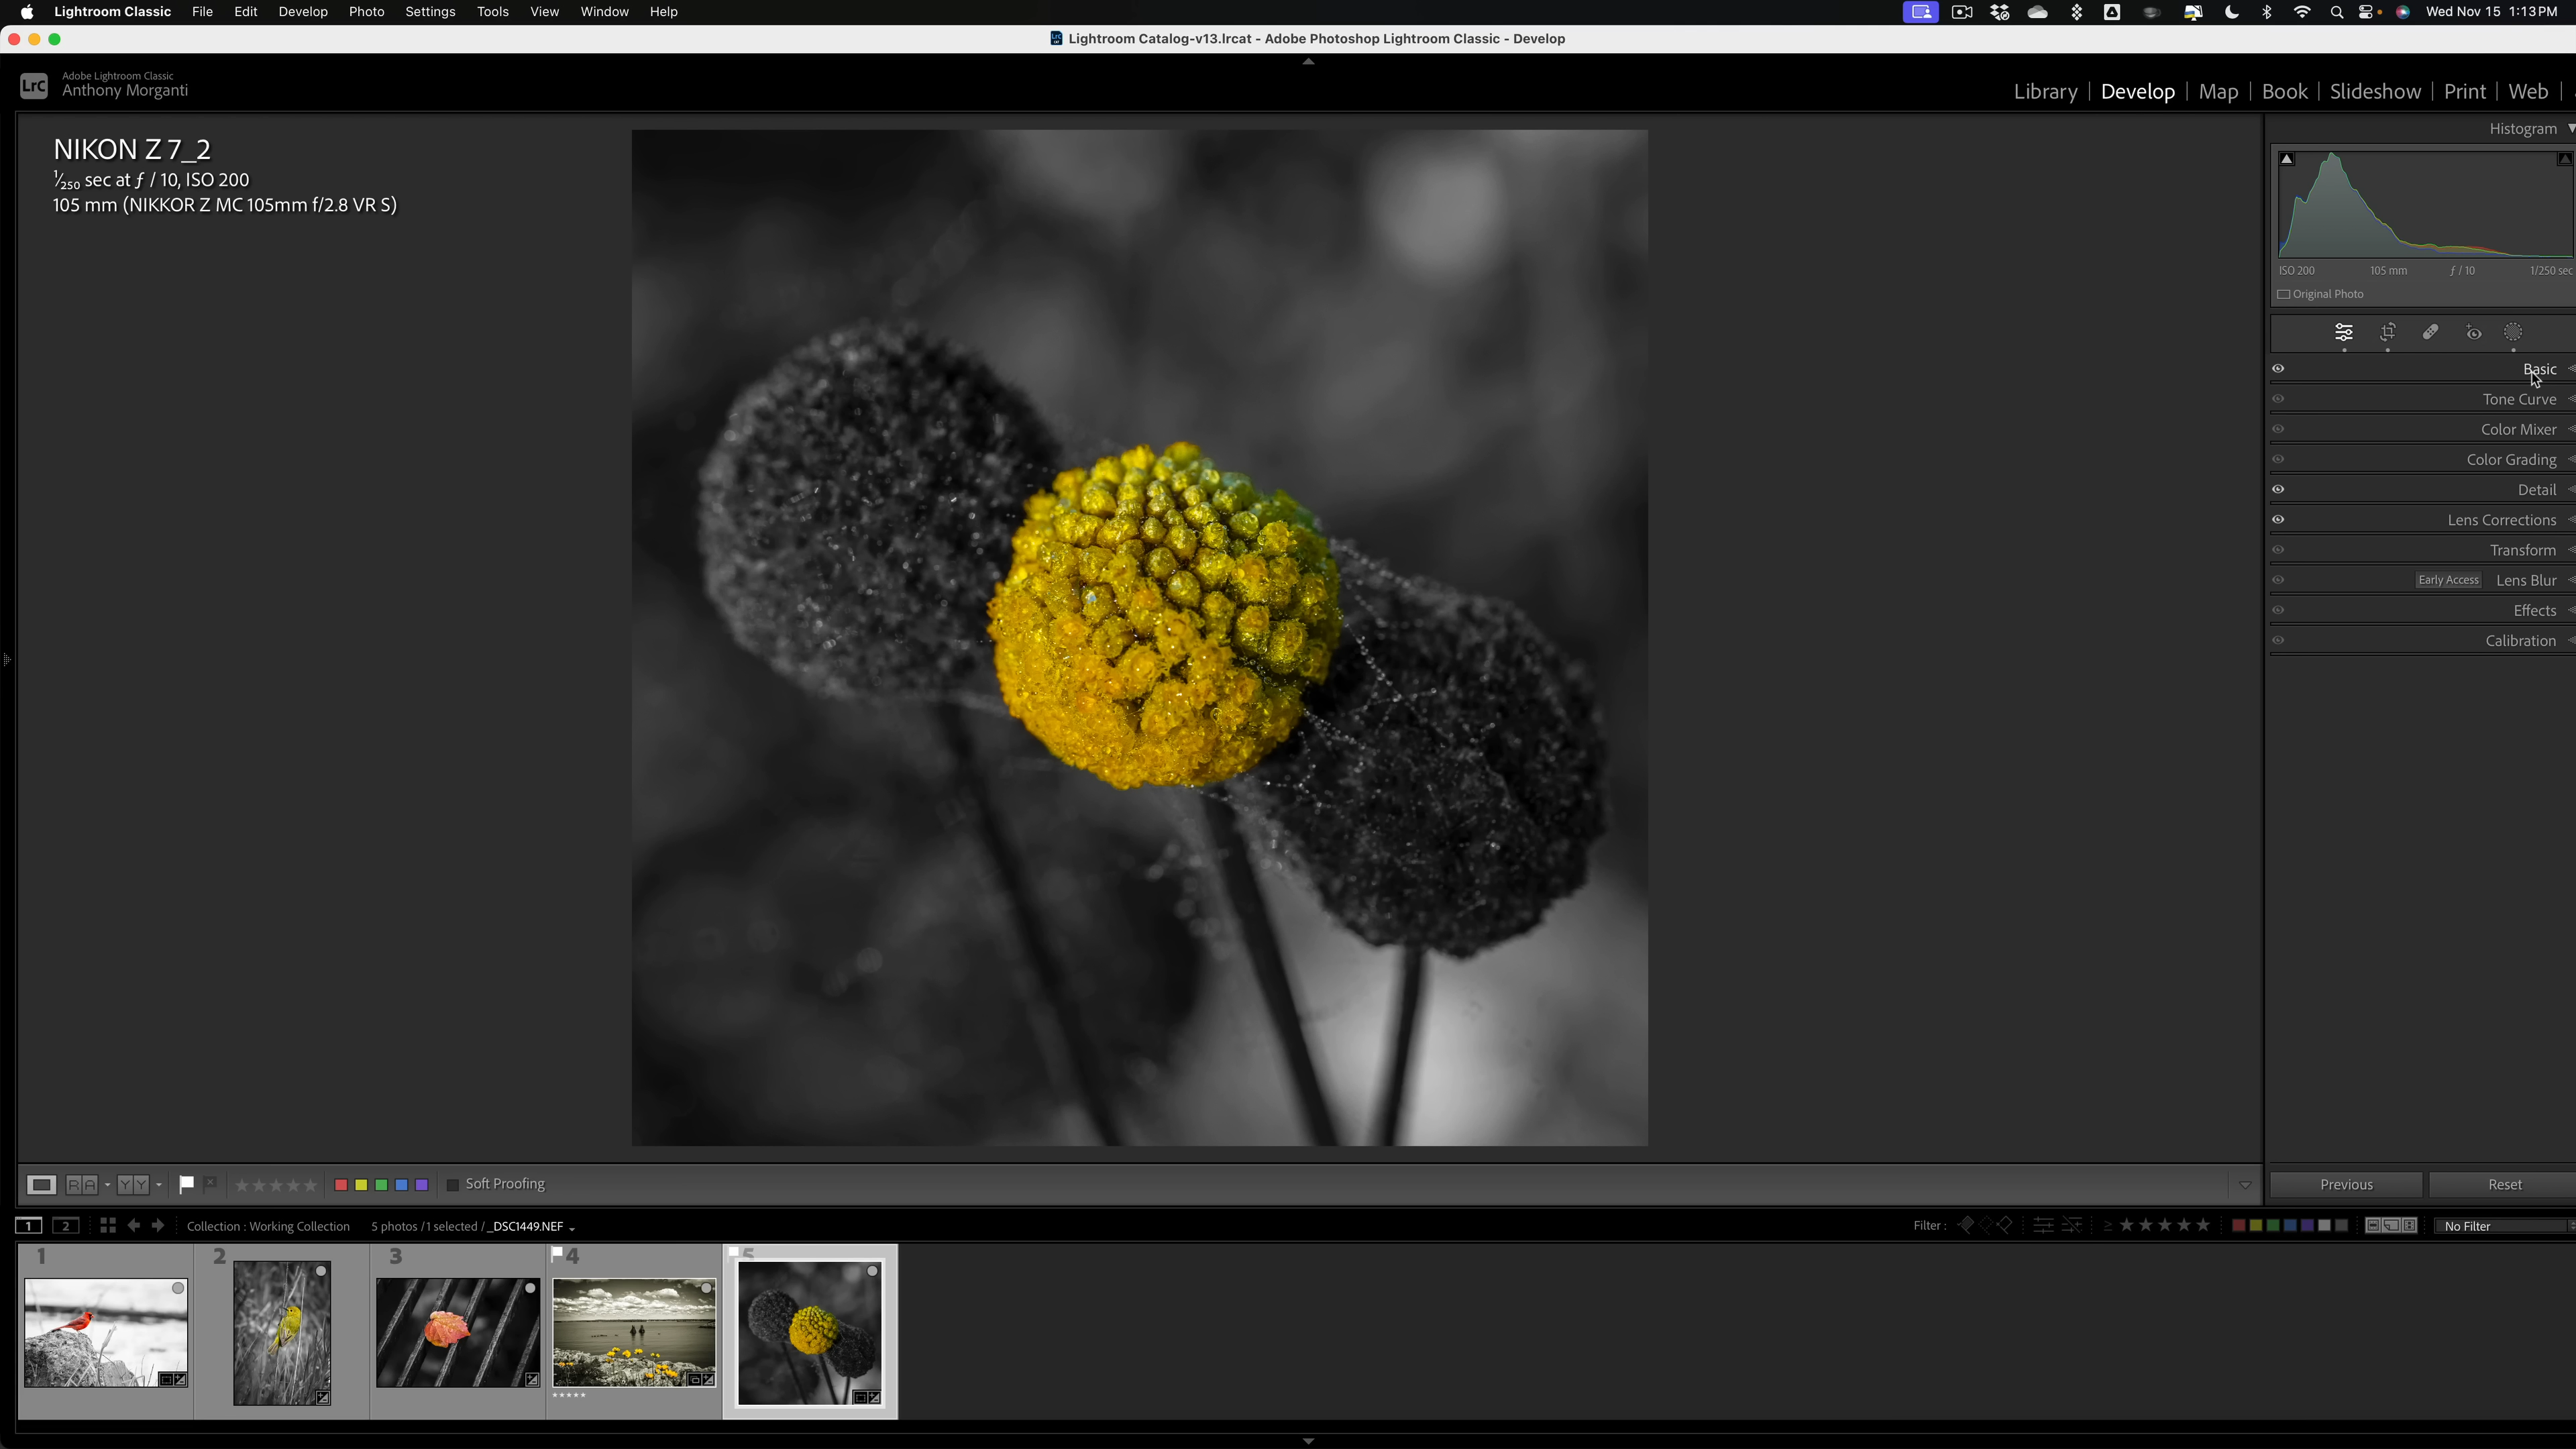 Lightroom Classic File Edit Develop Photo Settings Tools View Window Help Wed Nov 15 1:13 PM
Lightroom Catalog-v13.lrcat - Adobe Photoshop Lightroom Classic - Develop
LrC
Adobe Lightroom Classic
Anthony Morganti
Library | Develop | Map | Book | Slideshow | Print | Web |
NIKON Z 7_2
1/250 sec at ƒ / 10, ISO 200
105 mm (NIKKOR Z MC 105mm f/2.8 VR S)
Histogram
ISO 200 105 mm ƒ / 10 1/250 sec
Original Photo
Basic
Tone Curve
Color Mixer
Color Grading
Detail
Lens Corrections
Transform
Early Access Lens Blur
Effects
Calibration
R A Y Y Soft Proofing
Previous Reset
1 2 Collection : Working Collection 5 photos / 1 selected / _DSC1449.NEF Filter : ≥ No Filter
1 2 3 4 5